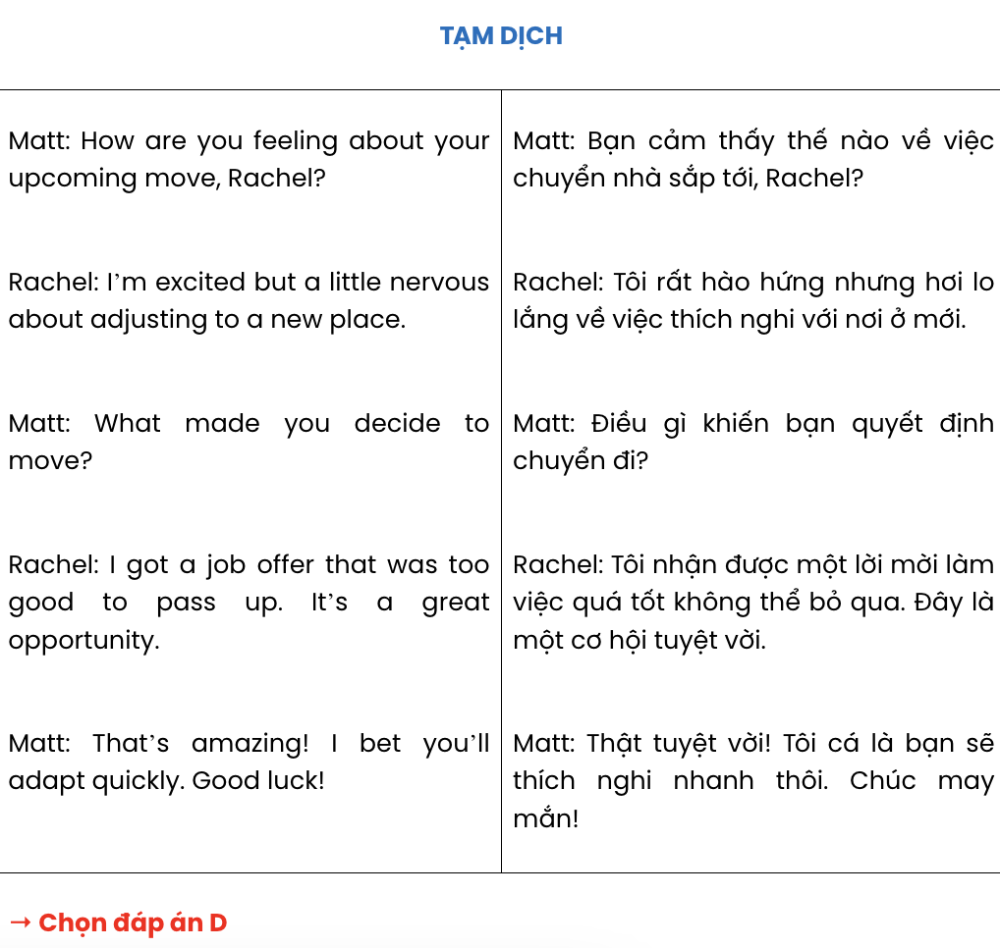 TẠM DỊCH
Matt: How are you feeling about your
upcoming move, Rachel?
Rachel: I’m excited but a little nervous
about adjusting to a new place.
Matt: What made you decide to
move?
Rachel: I got a job offer that was too
good to pass up. It’s a great
opportunity.
Matt: That’s amazing! I bet you’ll
adapt quickly. Good luck!
Matt: Bạn cảm thấy thế nào về việc
chuyển nhà sắp tới, Rachel?
Rachel: Tôi rất hào hứng nhưng hơi lo
lắng về việc thích nghi với nơi ở mới.
Matt: Điều gì khiến bạn quyết định
chuyển đi?
Rachel: Tôi nhận được một lời mời làm
việc quá tốt không thể bỏ qua. Đây là
một cơ hội tuyệt vời.
Matt: Thật tuyệt vời! Tôi cá là bạn sẽ
thích nghi nhanh thôi. Chúc may
mắn!
→ Chọn đáp án D